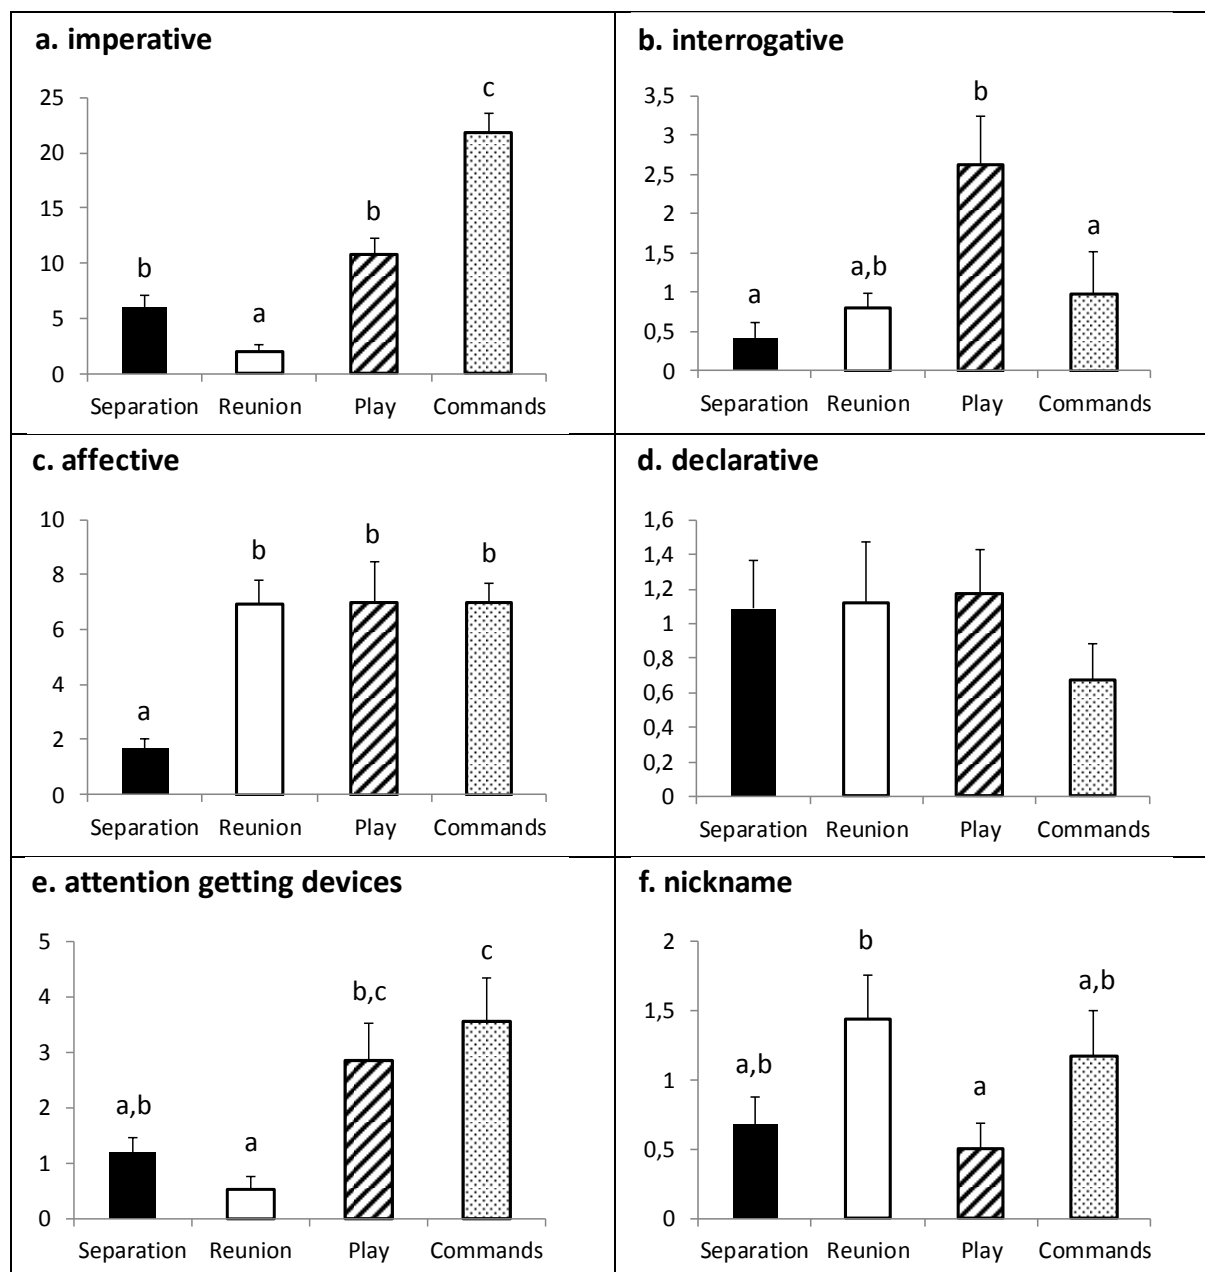 a. imperative
c
25
20
15
b
10
b
5
a
0
Separation Reunion Play Commands
b. interrogative
3,5
b
3
2,5
2
a
1,5
a,b
1
a
0,5
0
Separation Reunion Play Commands
c. affective
10
b b b
8
6
4
2
a
0
Separation Reunion Play Commands
d. declarative
1,6
1,4
1,2
1
0,8
0,6
0,4
0,2
0
Separation Reunion Play Commands
e. attention getting devices
5
c
4
b,c
3
2
a,b
1
a
0
Separation Reunion Play Commands
f. nickname
2
b
a,b
1,5
a,b
1
a
0,5
0
Separation Reunion Play Commands